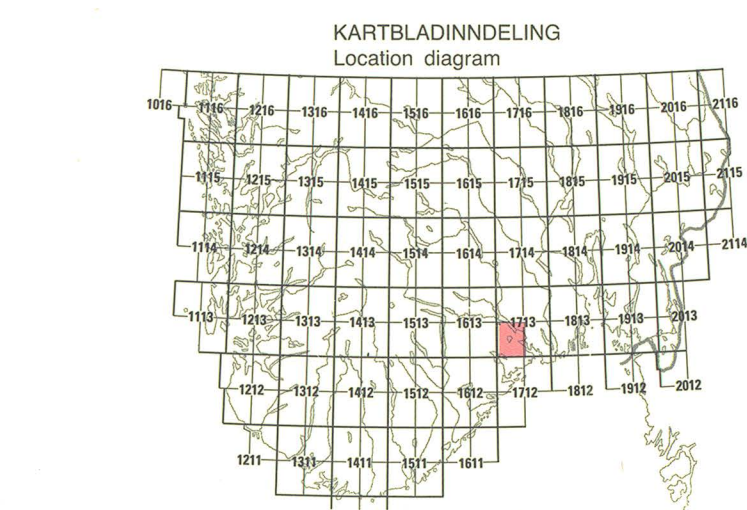 KARTBLADINNDELING
Location diagram
1016 1116 1216 1316 1416 1516 1616 1716 1816 1916 2016 2116
1115 1215 1315 1415 1515 1615 1715 1815 1915 2015 2115
1114 1214 1314 1414 1514 1614 1714 1814 1914 2014 2114
1113 1213 1313 1413 1513 1613 1713 1813 1913 2013
1212 1312 1412 1512 1612 1712 1812 1912 2012
1211 1311 1411 1511 1611